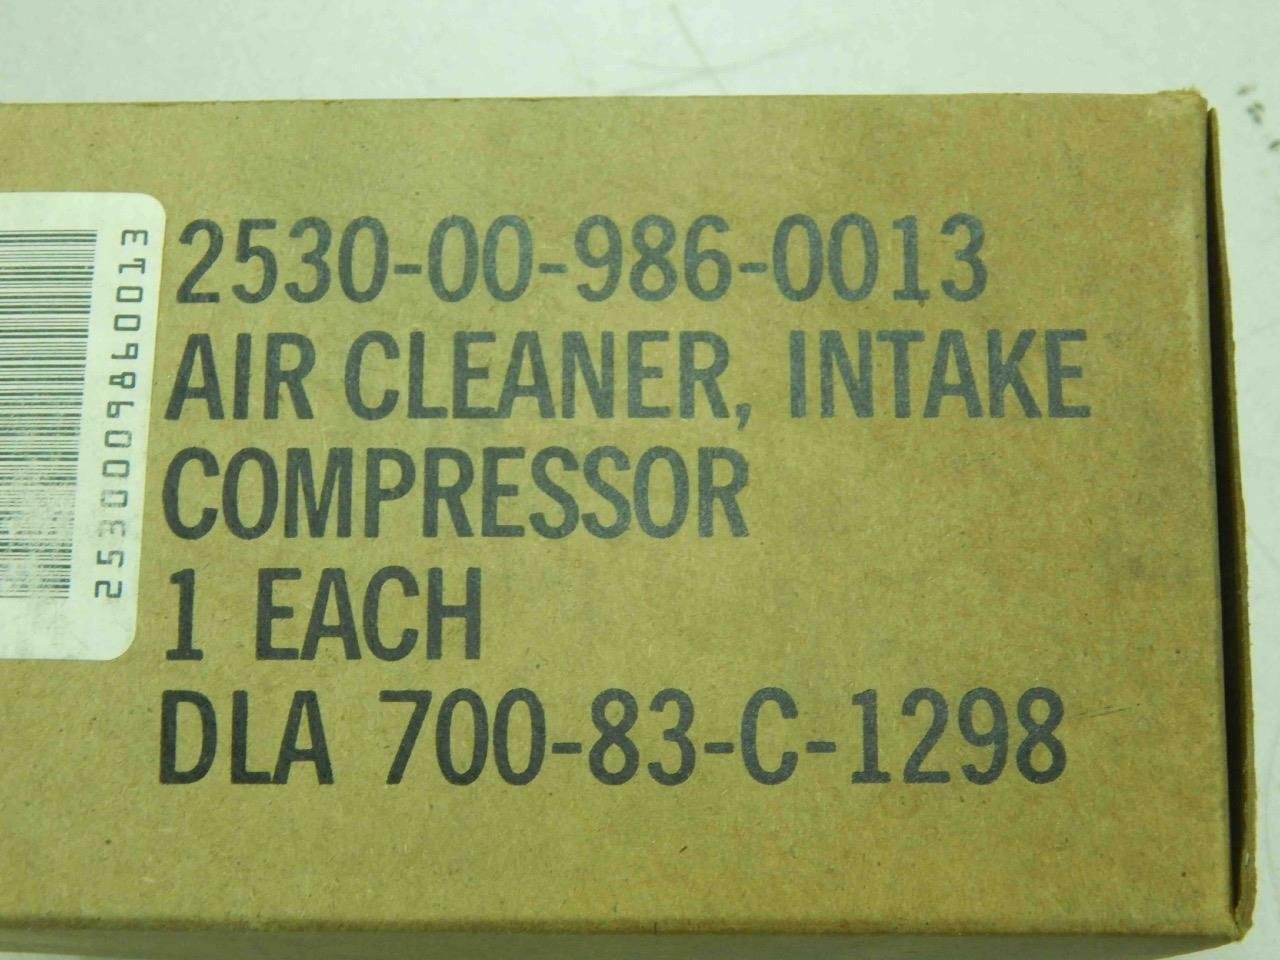 2530-00-986-0013
AIR CLEANER, INTAKE
COMPRESSOR
1 EACH
DLA 700-83-C-1298
2530009860013